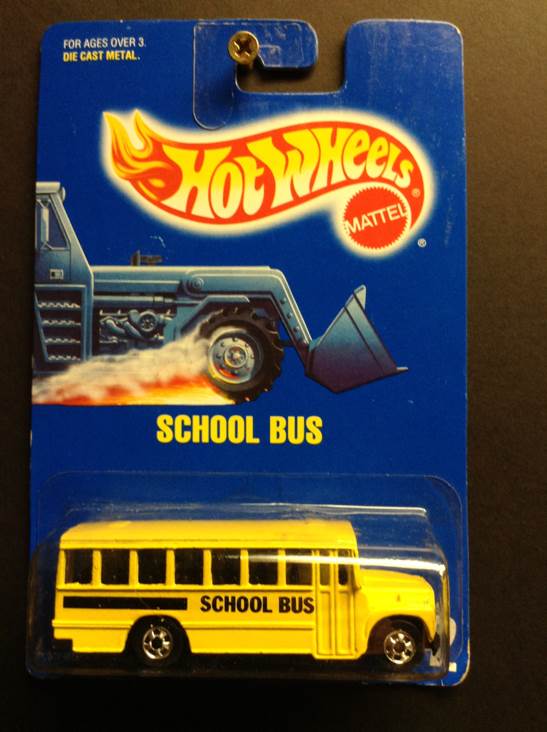 FOR AGES OVER 3.
DIE CAST METAL.
HOT WHEELS®
MATTEL
®
SCHOOL BUS
SCHOOL BUS